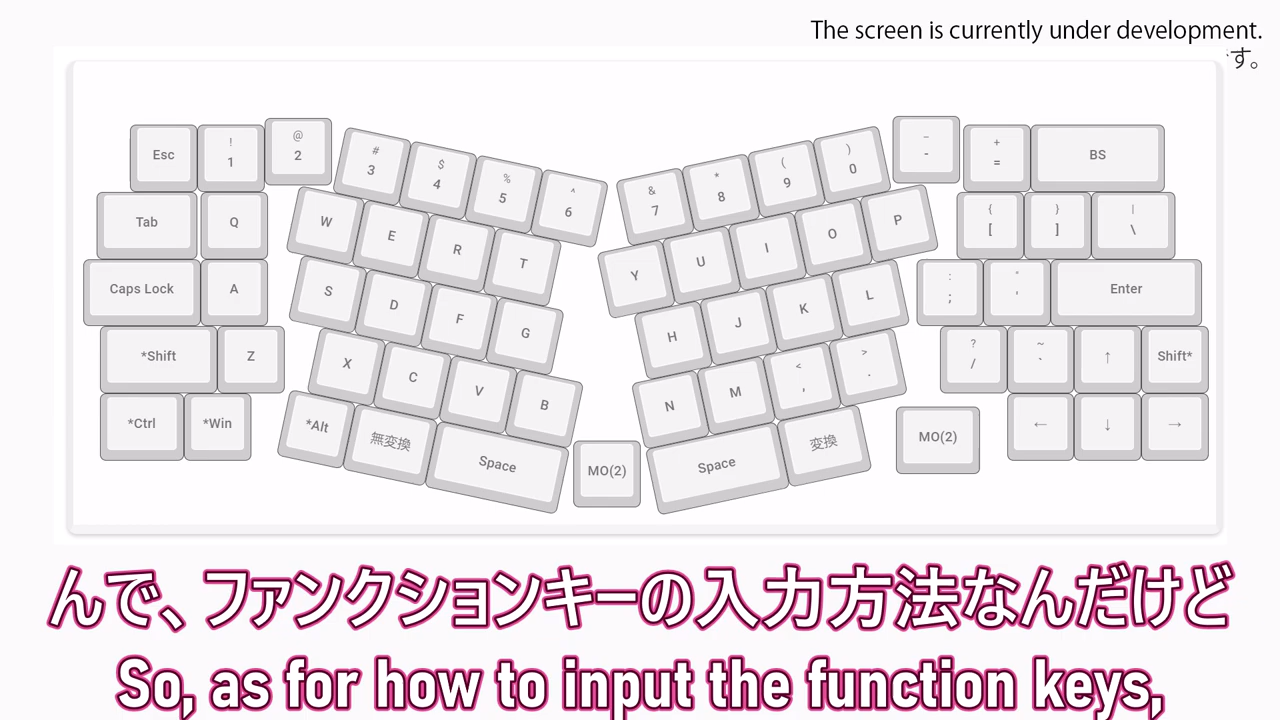 The screen is currently under development.
す。
Esc ! 1 @ 2 # 3 $ 4 % 5 ^ 6 & 7 * 8 ( 9 ) 0 _ - + = BS
Tab Q W E R T Y U I O P { [ } ] | \
Caps Lock A S D F G H J K L : ; " ' Enter
*Shift Z X C V B N M < , > . ? / ~ ` ↑ Shift*
*Ctrl *Win *Alt 無変換 Space MO(2) Space 変換 MO(2) ← ↓ →
んで、ファンクションキーの入力方法なんだけど
So, as for how to input the function keys,